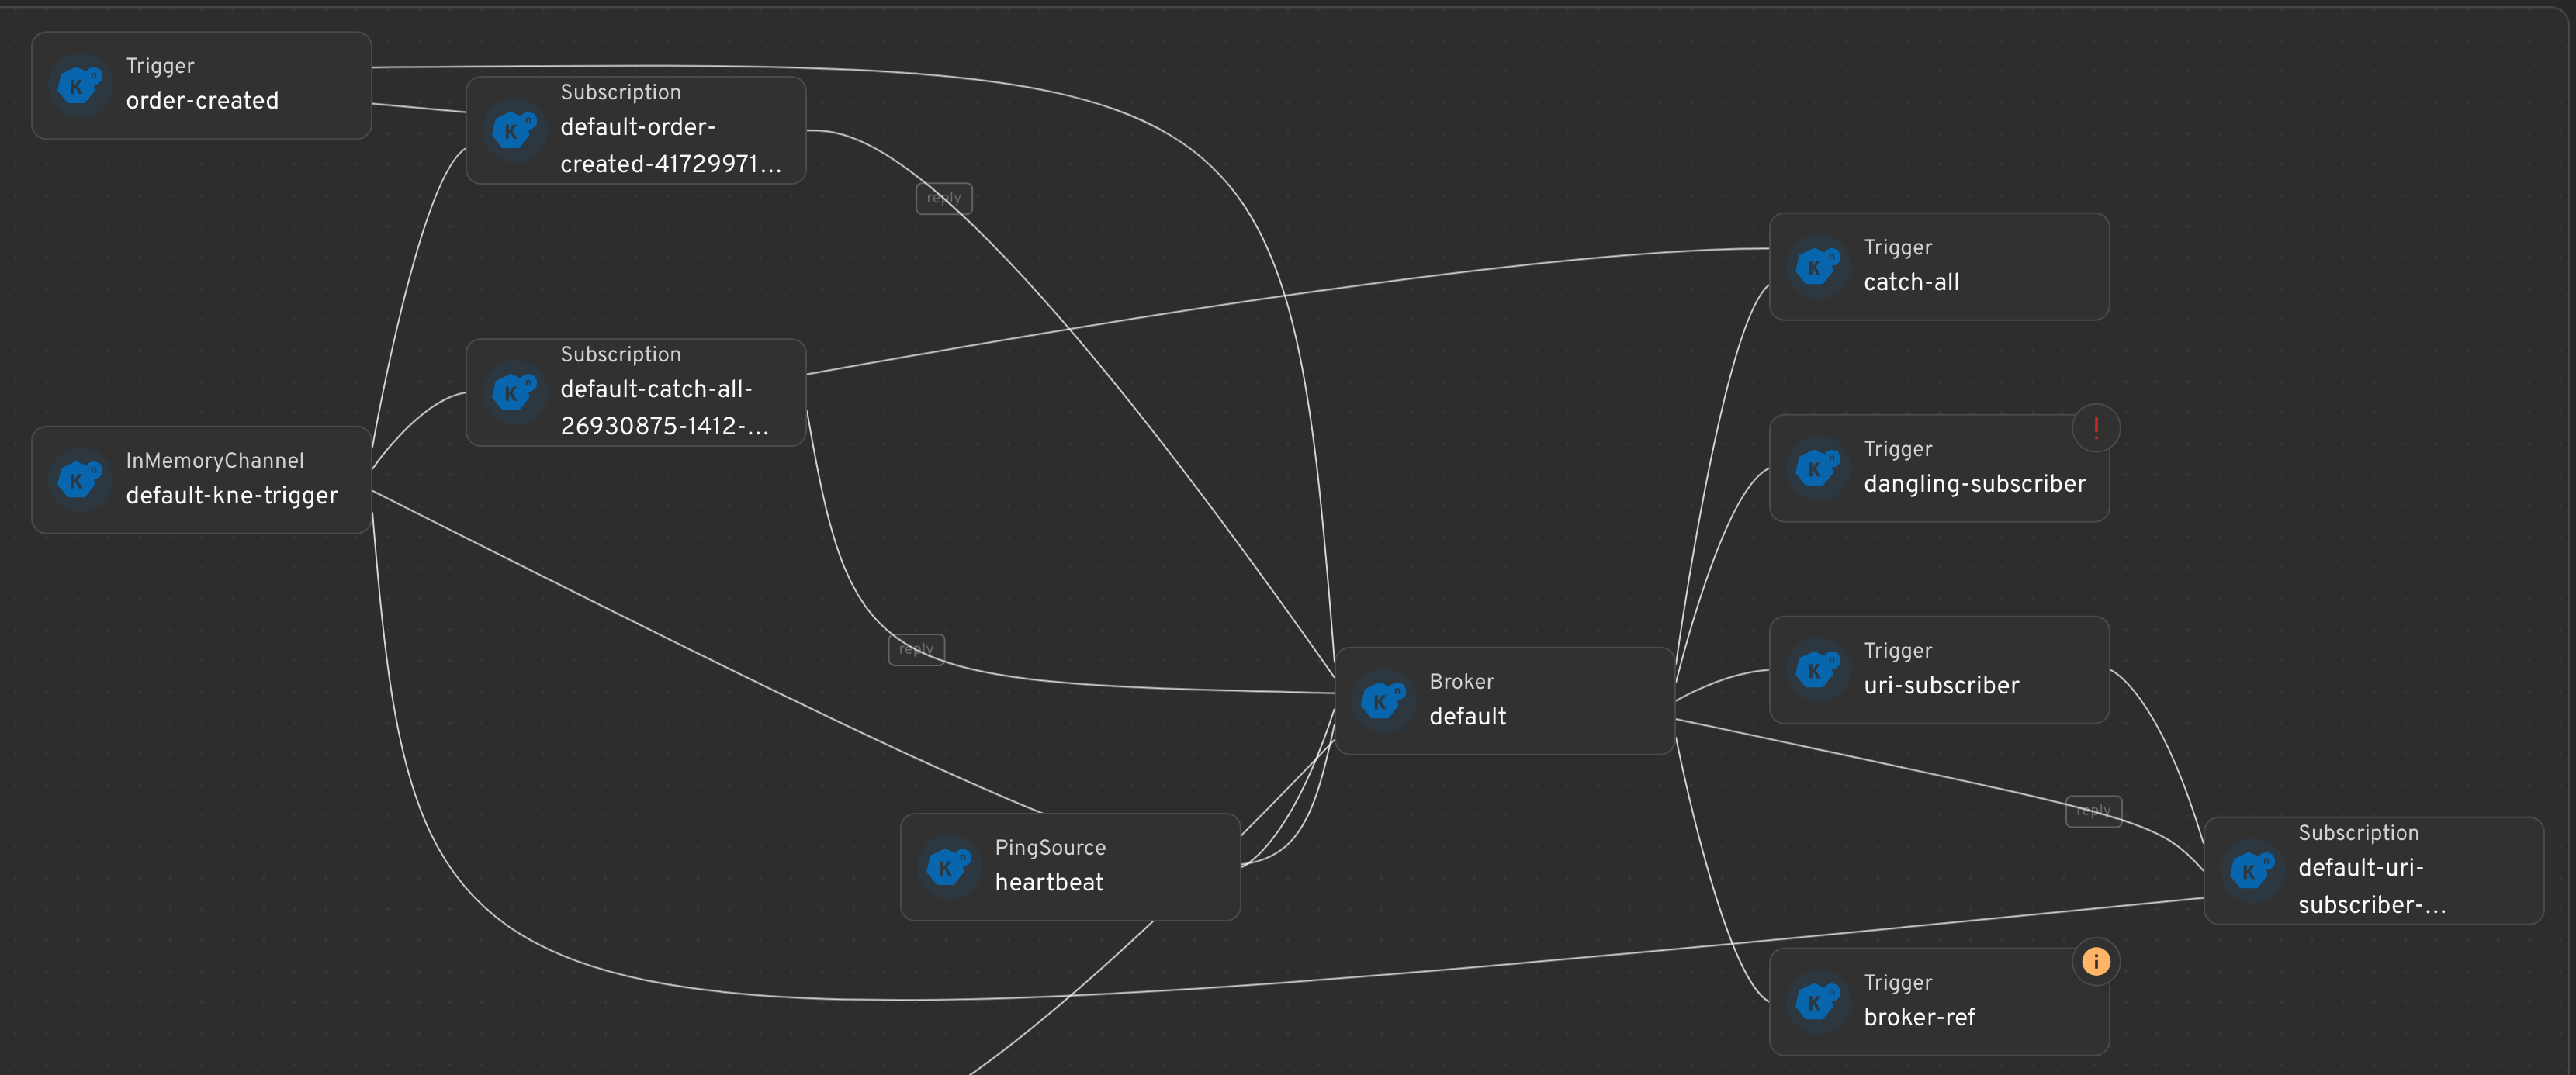 Trigger
order-created
Subscription
default-order-
created-41729971...
reply
Trigger
catch-all
Subscription
default-catch-all-
26930875-1412-...
Trigger
dangling-subscriber
InMemoryChannel
default-kne-trigger
reply
Trigger
uri-subscriber
Broker
default
reply
PingSource
heartbeat
Subscription
default-uri-
subscriber-...
Trigger
broker-ref